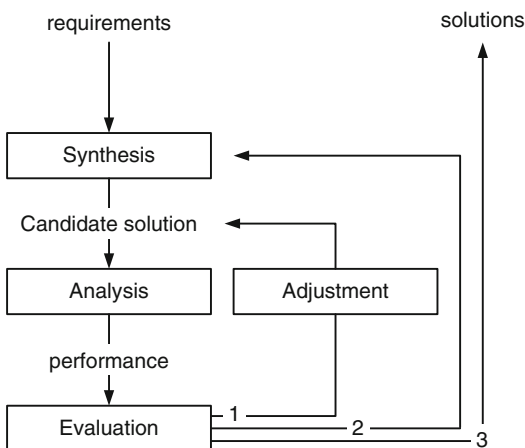 requirements
solutions
Synthesis
Candidate solution
Analysis
Adjustment
performance
1
Evaluation
2
3